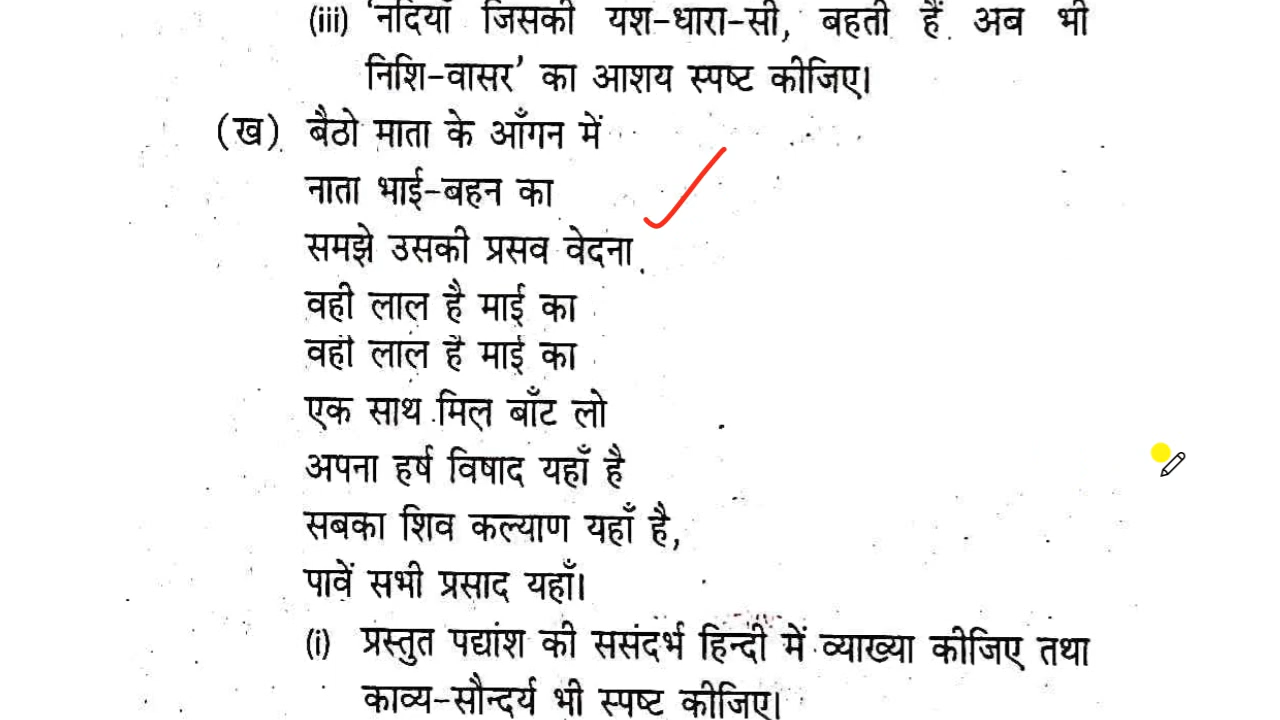 (iii) 'नदियाँ जिसकी यश-धारा-सी, बहती हैं अब भी
निशि-वासर' का आशय स्पष्ट कीजिए।
(ख) बैठो माता के आँगन में
नाता भाई-बहन का
समझे उसकी प्रसव वेदना
वही लाल है माई का
वही लाल है माई का
एक साथ मिल बाँट लो
अपना हर्ष विषाद यहाँ है
सबका शिव कल्याण यहाँ है,
पावें सभी प्रसाद यहाँ।
(i) प्रस्तुत पद्यांश की ससंदर्भ हिन्दी में व्याख्या कीजिए तथा
काव्य-सौन्दर्य भी स्पष्ट कीजिए।